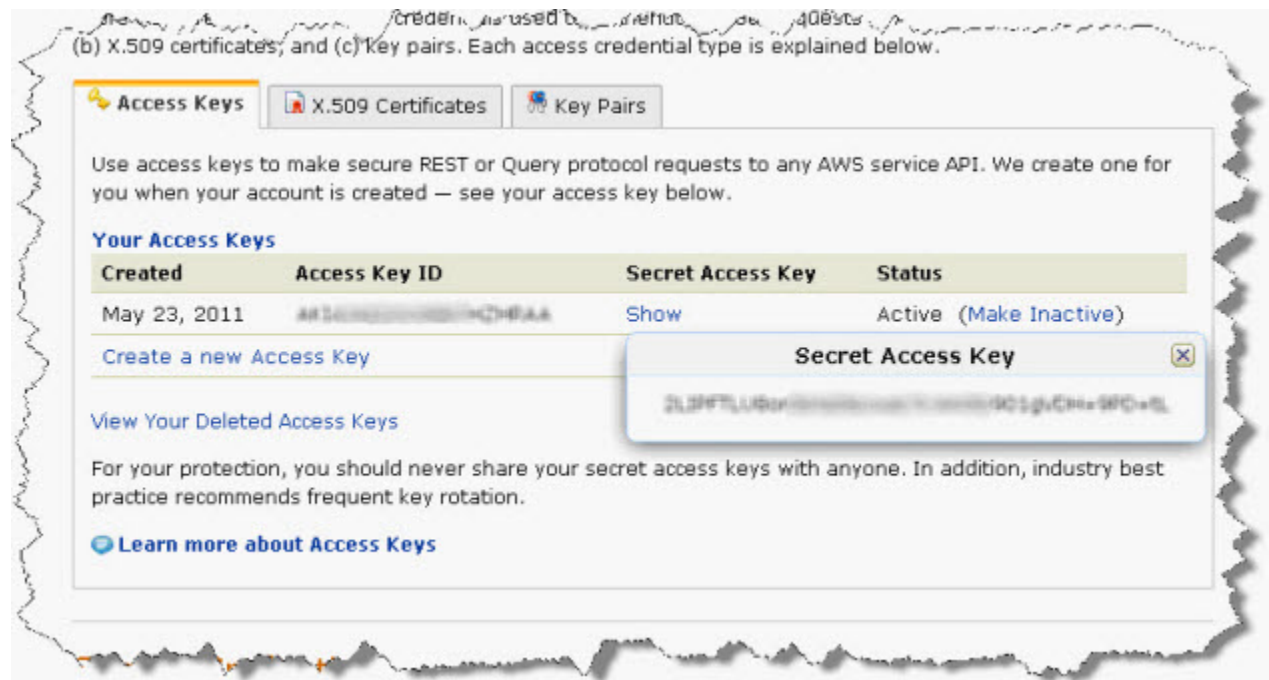 (b) X.509 certificates, and (c) key pairs. Each access credential type is explained below.
Access Keys X.509 Certificates Key Pairs
Use access keys to make secure REST or Query protocol requests to any AWS service API. We create one for
you when your account is created — see your access key below.
Your Access Keys
Created Access Key ID Secret Access Key Status
May 23, 2011 Show Active (Make Inactive)
Create a new Access Key
Secret Access Key
View Your Deleted Access Keys
For your protection, you should never share your secret access keys with anyone. In addition, industry best
practice recommends frequent key rotation.
Learn more about Access Keys